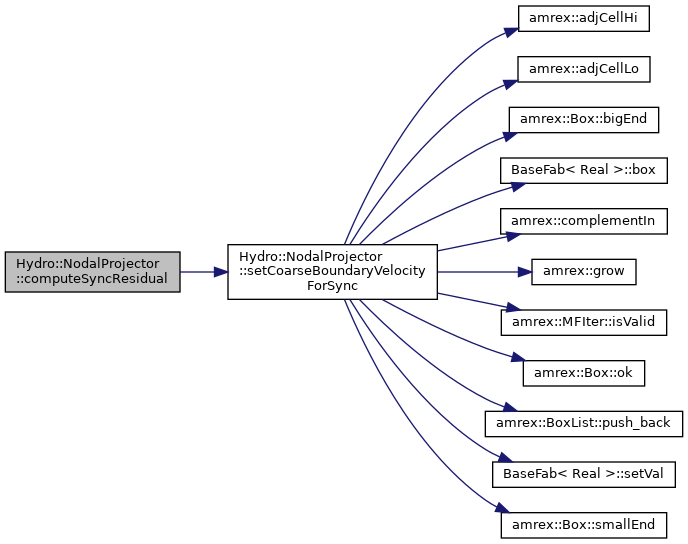 Hydro::NodalProjector
::computeSyncResidual
Hydro::NodalProjector
::setCoarseBoundaryVelocity
ForSync
amrex::adjCellHi
amrex::adjCellLo
amrex::Box::bigEnd
BaseFab< Real >::box
amrex::complementIn
amrex::grow
amrex::MFIter::isValid
amrex::Box::ok
amrex::BoxList::push_back
BaseFab< Real >::setVal
amrex::Box::smallEnd